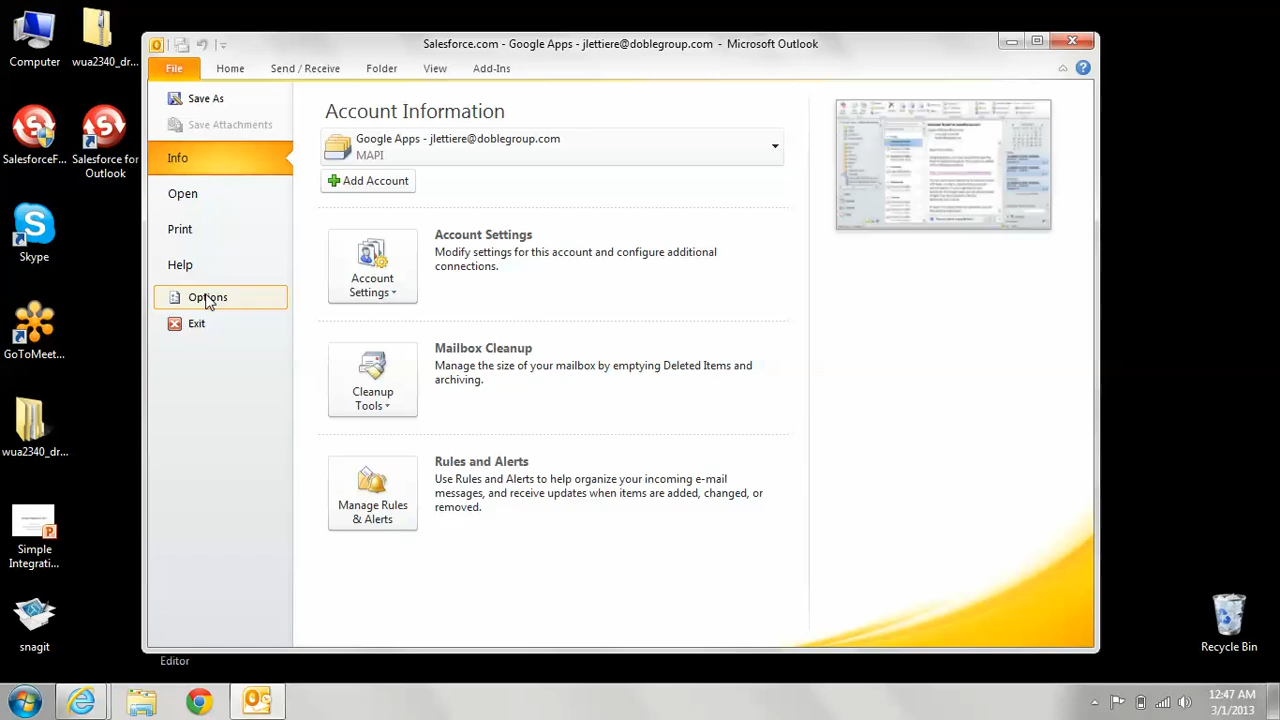 Computer
wua2340_dr...
SalesforceF...
Salesforce for
Outlook
Skype
GoToMeet...
wua2340_dr...
Simple
Integrati...
snagit
Salesforce.com - Google Apps - jlettiere@doblegroup.com - Microsoft Outlook
File
Home
Send / Receive
Folder
View
Add-Ins
Save As
Save Attachments
Info
Open
Print
Help
Options
Exit
Account Information
Google Apps - jlettiere@doblegroup.com
MAPI
Add Account
Account
Settings
Account Settings
Modify settings for this account and configure additional
connections.
Cleanup
Tools
Mailbox Cleanup
Manage the size of your mailbox by emptying Deleted Items and
archiving.
Manage Rules
& Alerts
Rules and Alerts
Use Rules and Alerts to help organize your incoming e-mail
messages, and receive updates when items are added, changed, or
removed.
Editor
Recycle Bin
12:47 AM
3/1/2013